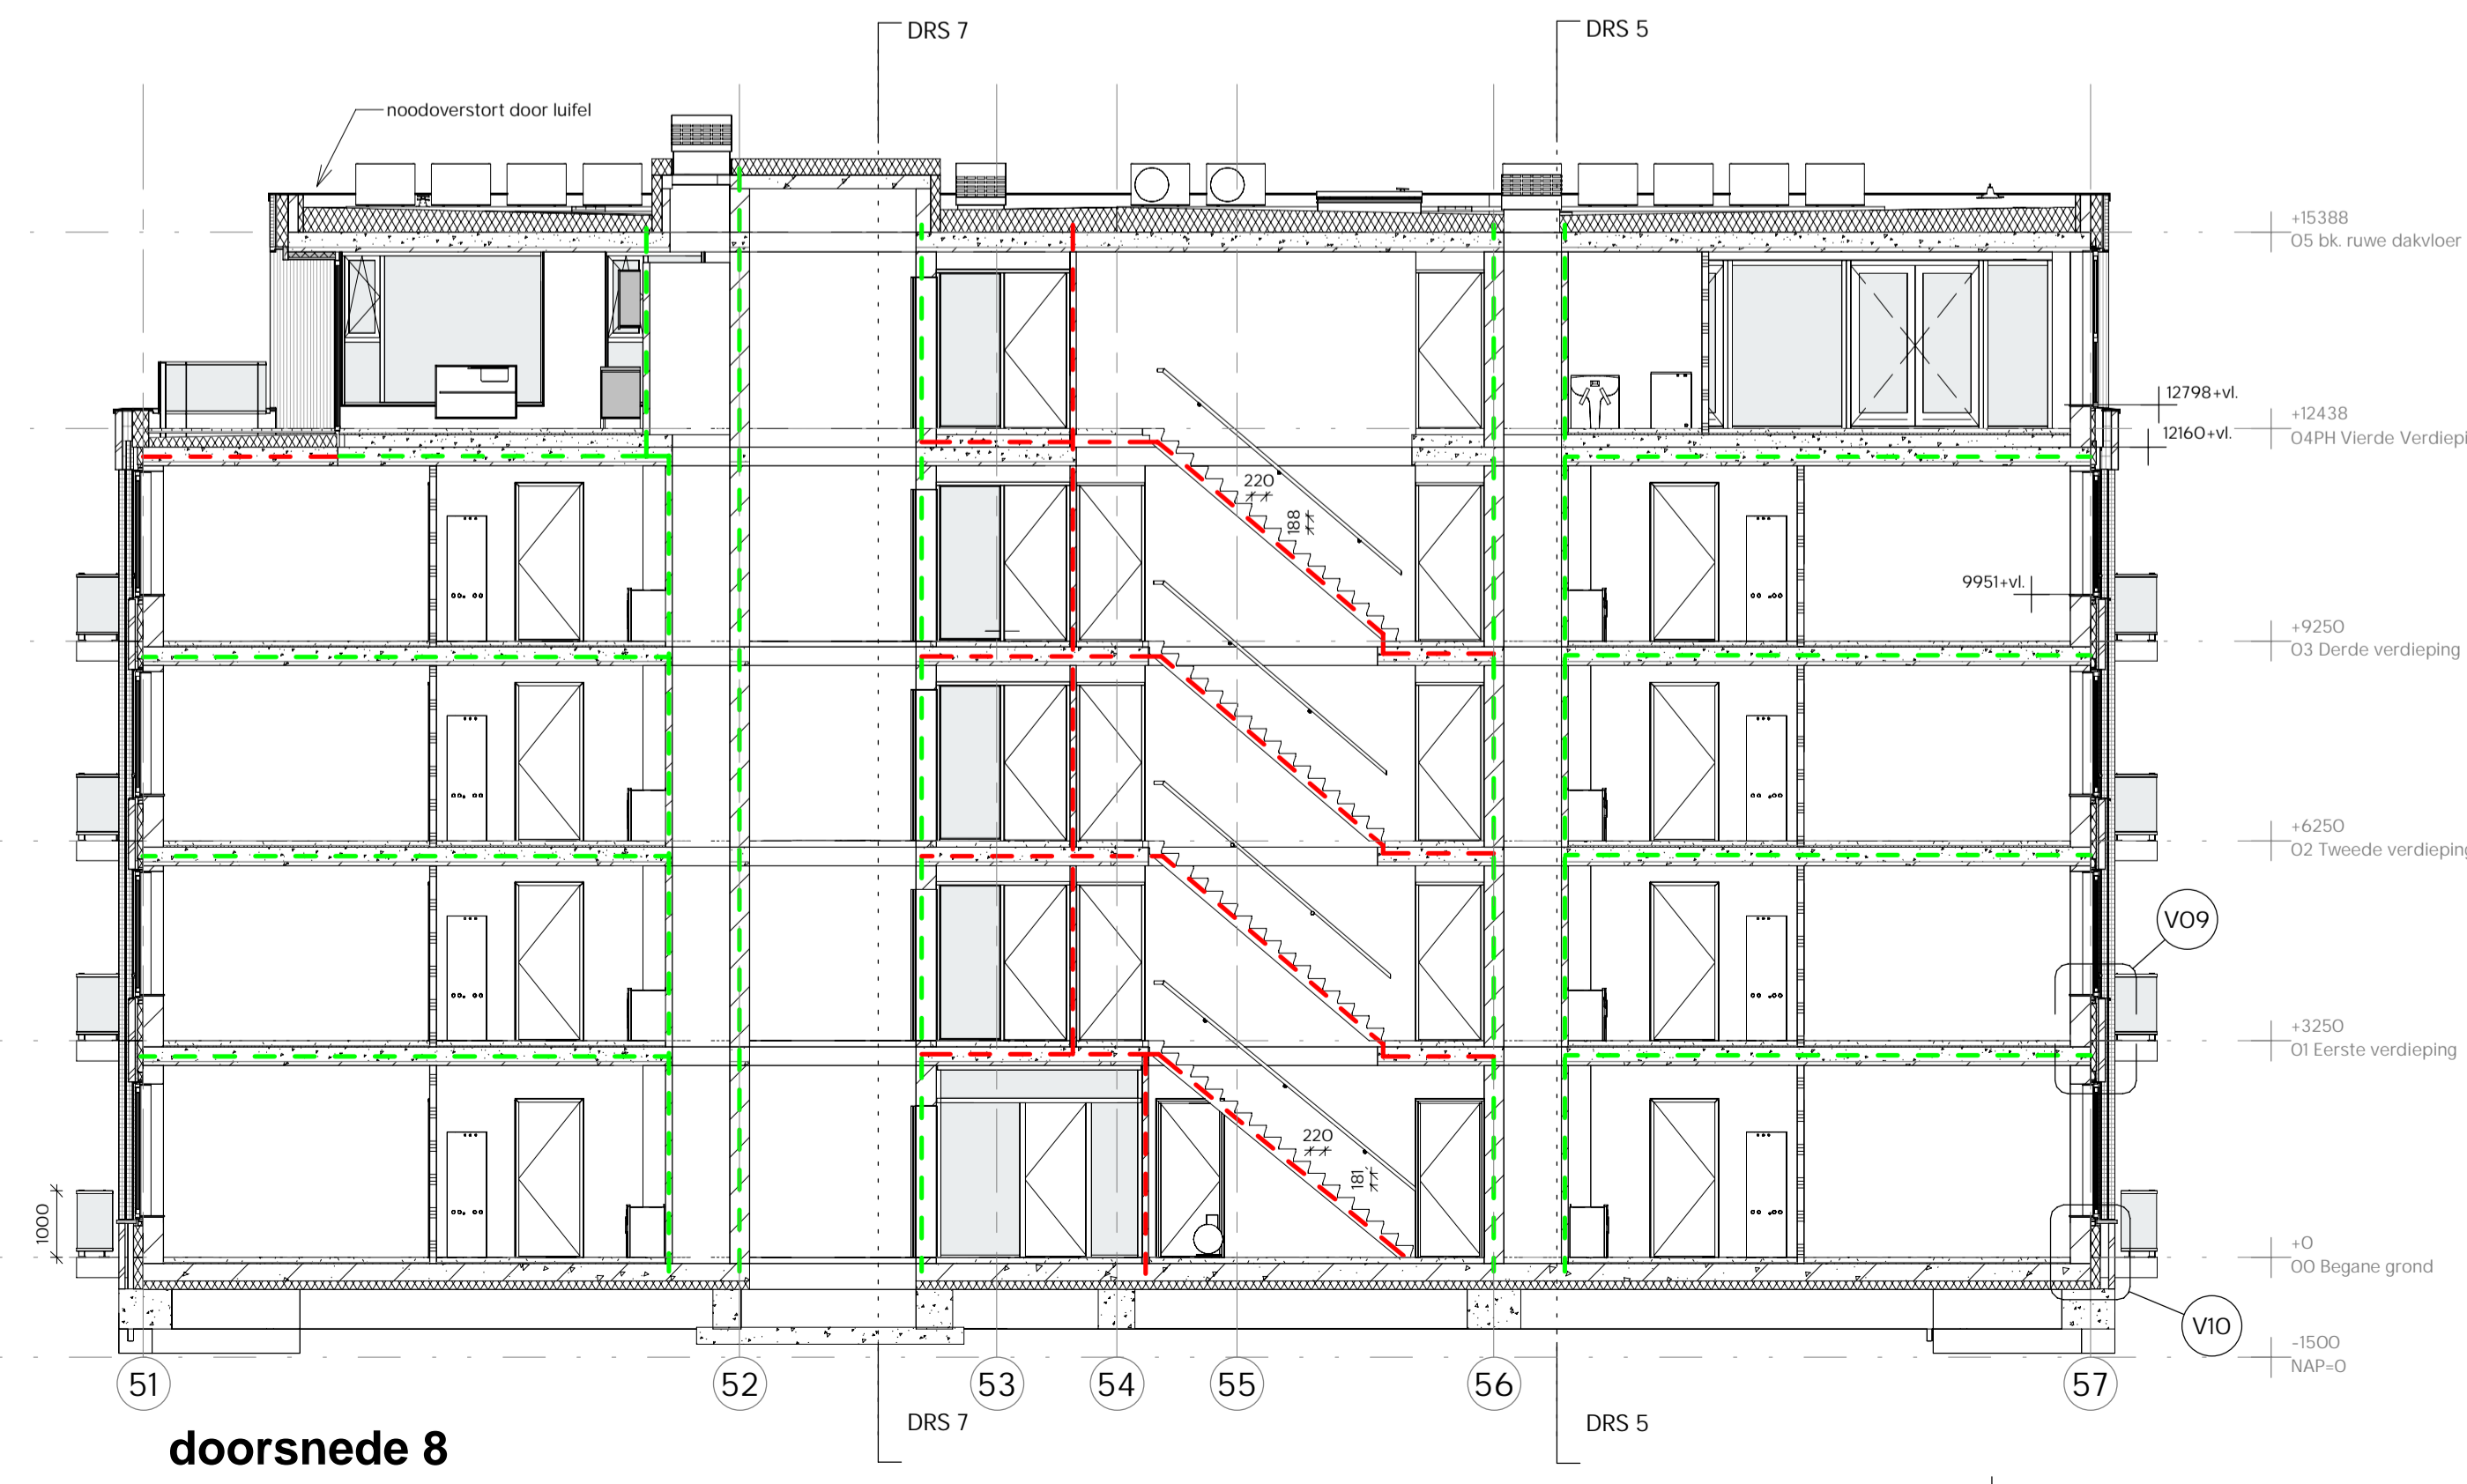 DRS 7
DRS 5
noodoverstort door luifel
+15388
05 bk. ruwe dakvloer
12798+vl.
+12438
04PH Vierde Verdiepi
12160+vl.
220
188
9951+vl.
+9250
03 Derde verdieping
+6250
02 Tweede verdieping
V09
+3250
01 Eerste verdieping
220
181
1000
+0
00 Begane grond
V10
-1500
NAP=0
51
52
53
54
55
56
57
DRS 7
DRS 5
doorsnede 8